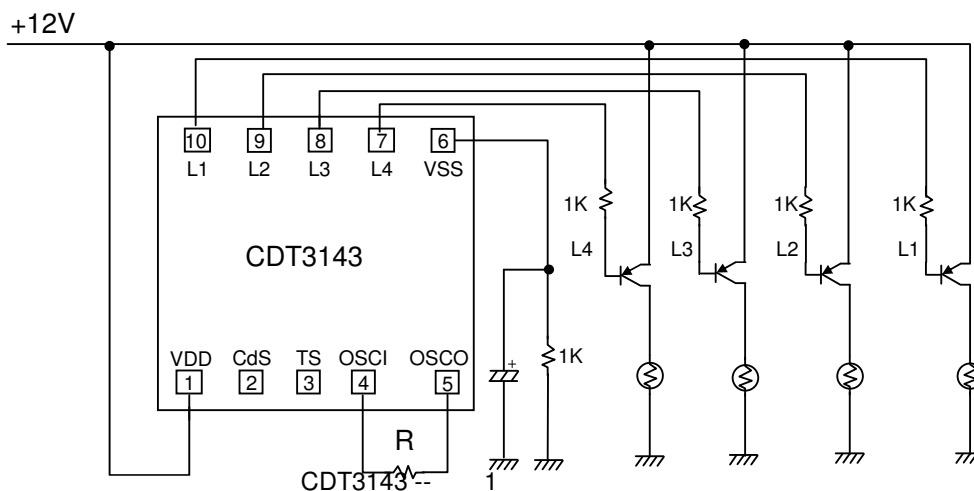 +12V
10 9 8 7 6
L1 L2 L3 L4 VSS
1K 1K 1K 1K
L4 L3 L2 L1
CDT3143
+
1K
VDD CdS TS OSCI OSCO
1 2 3 4 5
R
CDT3143 -- 1